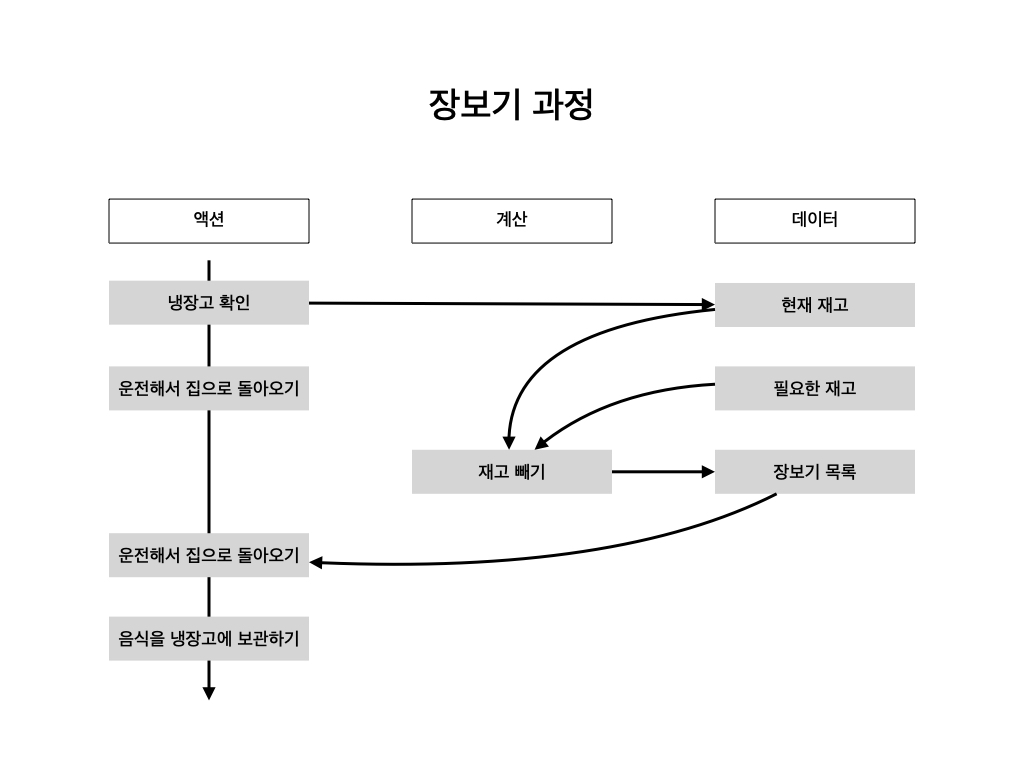 장보기 과정
액션
계산
데이터
냉장고 확인
현재 재고
운전해서 집으로 돌아오기
필요한 재고
재고 빼기
장보기 목록
운전해서 집으로 돌아오기
음식을 냉장고에 보관하기